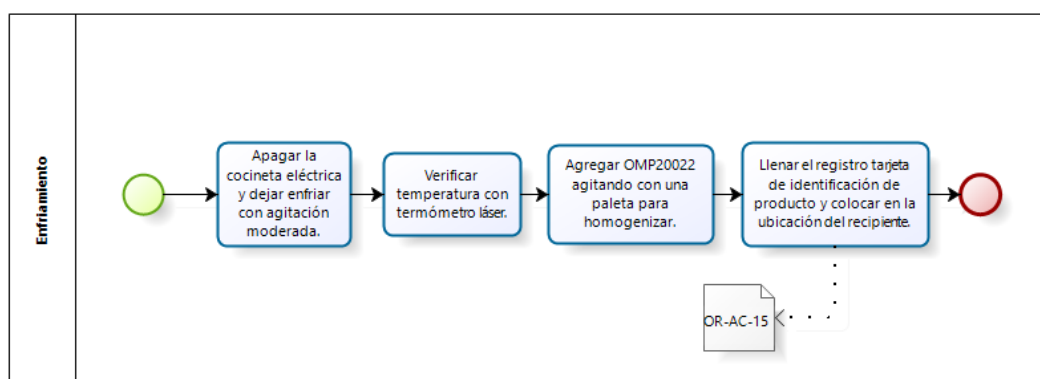 Enfriamiento
Apagar la
cocineta eléctrica
y dejar enfriar
con agitación
moderada.
Verificar
temperatura con
termómetro láser.
Agregar OMP20022
agitando con una
paleta para
homogenizar.
Llenar el registro tarjeta
de identificación de
producto y colocar en la
ubicación del recipiente.
OR-AC-15